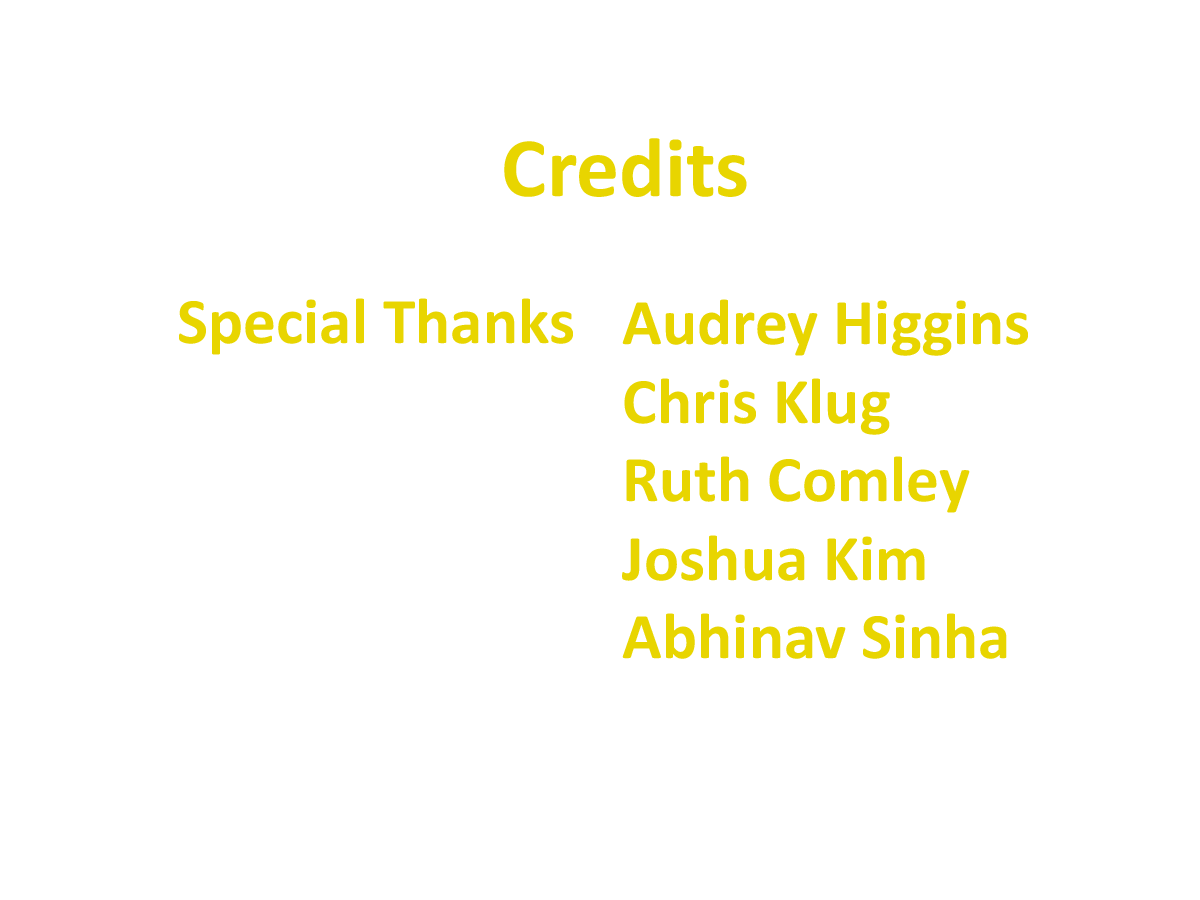 Credits
Special Thanks Audrey Higgins
Chris Klug
Ruth Comley
Joshua Kim
Abhinav Sinha